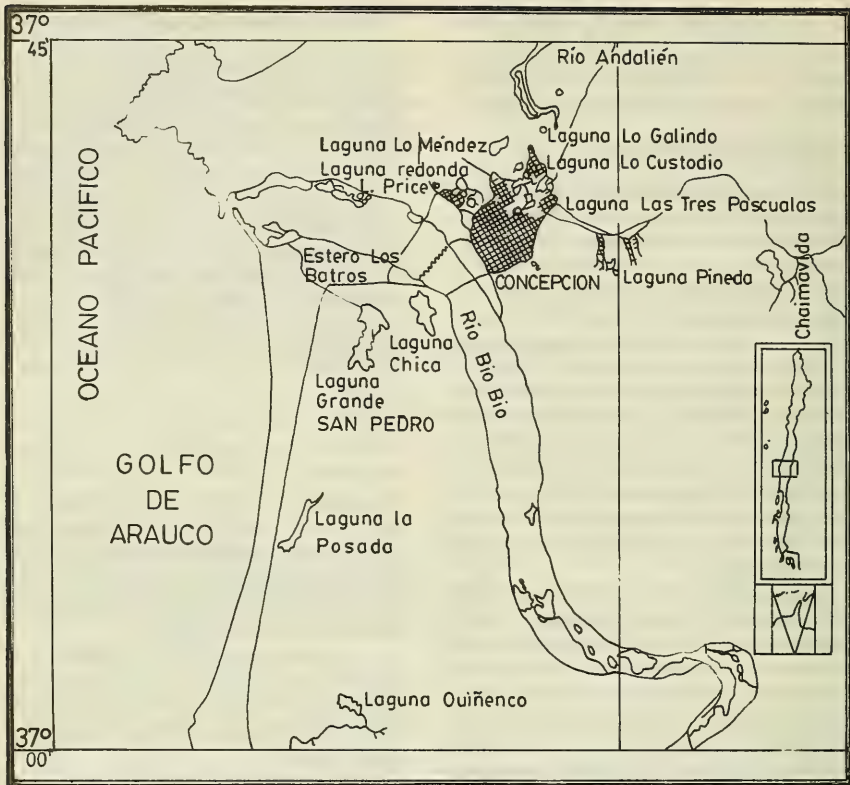 37°
45'
Río Andalién
Laguna Lo Méndez
Laguna Lo Galindo
Laguna redonda
Laguna Lo Custodio
L. Price
Laguna Las Tres Pascualas
OCEANO PACIFICO
Estero Los
Batros
CONCEPCION
Laguna Pineda
Chaimávida
Laguna
Chica
Río Bio Bio
Laguna
Grande
SAN PEDRO
GOLFO
DE
ARAUCO
Laguna la
Posada
Laguna Quiñenco
37°
00'